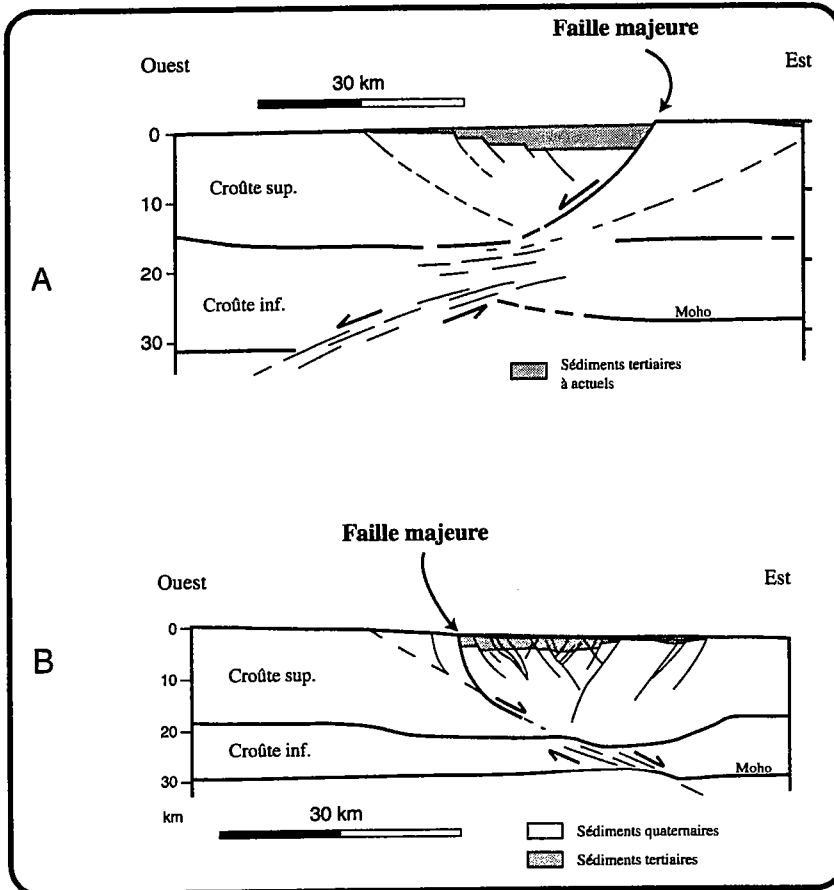 Faille majeure
Ouest
Est
30 km
0
Croûte sup.
10
A
20
Croûte inf.
Moho
30
Sédiments tertiaires
à actuels
Faille majeure
Ouest
Est
0
B
Croûte sup.
10
20
Croûte inf.
Moho
30
km
30 km
Sédiments quaternaires
Sédiments tertiaires